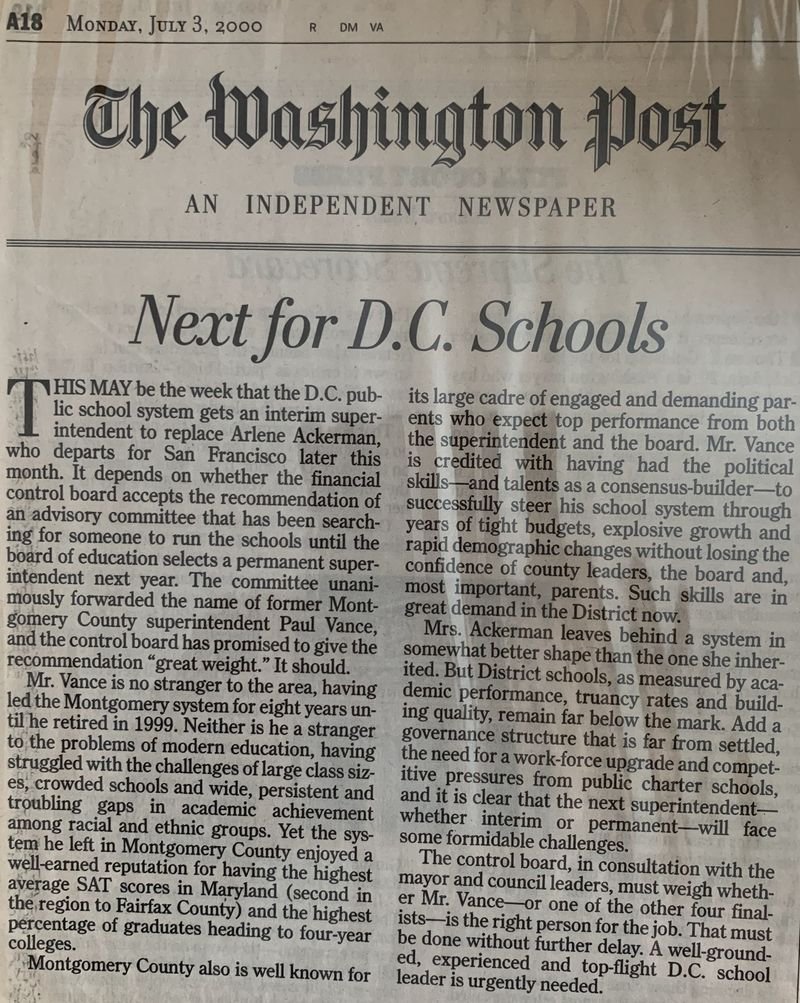 A18 MONDAY, JULY 3, 2000 R DM VA
The Washington Post
AN INDEPENDENT NEWSPAPER
Next for D.C. Schools
THIS MAY be the week that the D.C. pub-
lic school system gets an interim super-
intendent to replace Arlene Ackerman,
who departs for San Francisco later this
month. It depends on whether the financial
control board accepts the recommendation of
an advisory committee that has been search-
ing for someone to run the schools until the
board of education selects a permanent super-
intendent next year. The committee unani-
mously forwarded the name of former Mont-
gomery County superintendent Paul Vance,
and the control board has promised to give the
recommendation “great weight.” It should.
Mr. Vance is no stranger to the area, having
led the Montgomery system for eight years un-
til he retired in 1999. Neither is he a stranger
to the problems of modern education, having
struggled with the challenges of large class siz-
es, crowded schools and wide, persistent and
troubling gaps in academic achievement
among racial and ethnic groups. Yet the sys-
tem he left in Montgomery County enjoyed a
well-earned reputation for having the highest
average SAT scores in Maryland (second in
the region to Fairfax County) and the highest
percentage of graduates heading to four-year
colleges.
Montgomery County also is well known for
its large cadre of engaged and demanding par-
ents who expect top performance from both
the superintendent and the board. Mr. Vance
is credited with having had the political
skills—and talents as a consensus-builder—to
successfully steer his school system through
years of tight budgets, explosive growth and
rapid demographic changes without losing the
confidence of county leaders, the board and,
most important, parents. Such skills are in
great demand in the District now.
Mrs. Ackerman leaves behind a system in
somewhat better shape than the one she inher-
ited. But District schools, as measured by aca-
demic performance, truancy rates and build-
ing quality, remain far below the mark. Add a
governance structure that is far from settled,
the need for a work-force upgrade and compet-
itive pressures from public charter schools,
and it is clear that the next superintendent—
whether interim or permanent—will face
some formidable challenges.
The control board, in consultation with the
mayor and council leaders, must weigh wheth-
er Mr. Vance—or one of the other four final-
ists—is the right person for the job. That must
be done without further delay. A well-ground-
ed, experienced and top-flight D.C. school
leader is urgently needed.